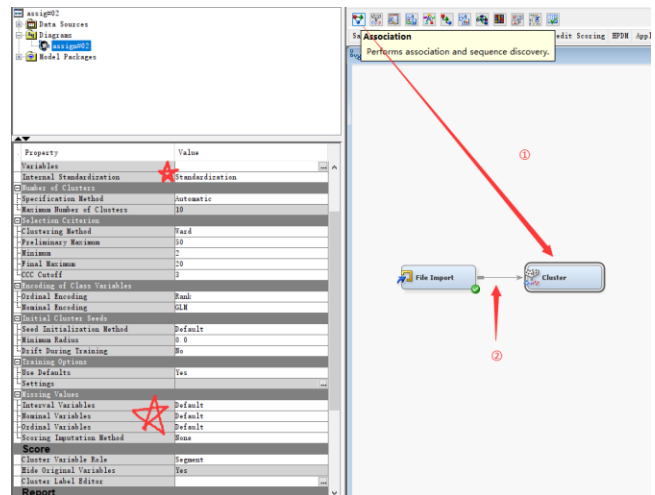 assig#02
Data Sources
Diagrams
assign#02
Model Packages
Property Value
Variables
Internal Standardization Standardization
Number of Clusters
Specification Method Automatic
Maximum Number of Clusters 10
Selection Criterion
Clustering Method Ward
Preliminary Maximum 50
Minimum 2
Final Maximum 20
CCC Cutoff 3
Encoding of Class Variables
Ordinal Encoding Rank
Nominal Encoding GLM
Initial Cluster Seeds
Seed Initialization Method Default
Minimum Radius 0.0
Drift During Training No
Training Options
Use Defaults Yes
Settings
Missing Values
Interval Variables Default
Nominal Variables Default
Ordinal Variables Default
Scoring Imputation Method None
Score
Cluster Variable Role Segment
Hide Original Variables Yes
Cluster Label Editor
Report
Sa Association edit Scoring HPDM Appl
Performs association and sequence discovery.
①
File Import Cluster
②